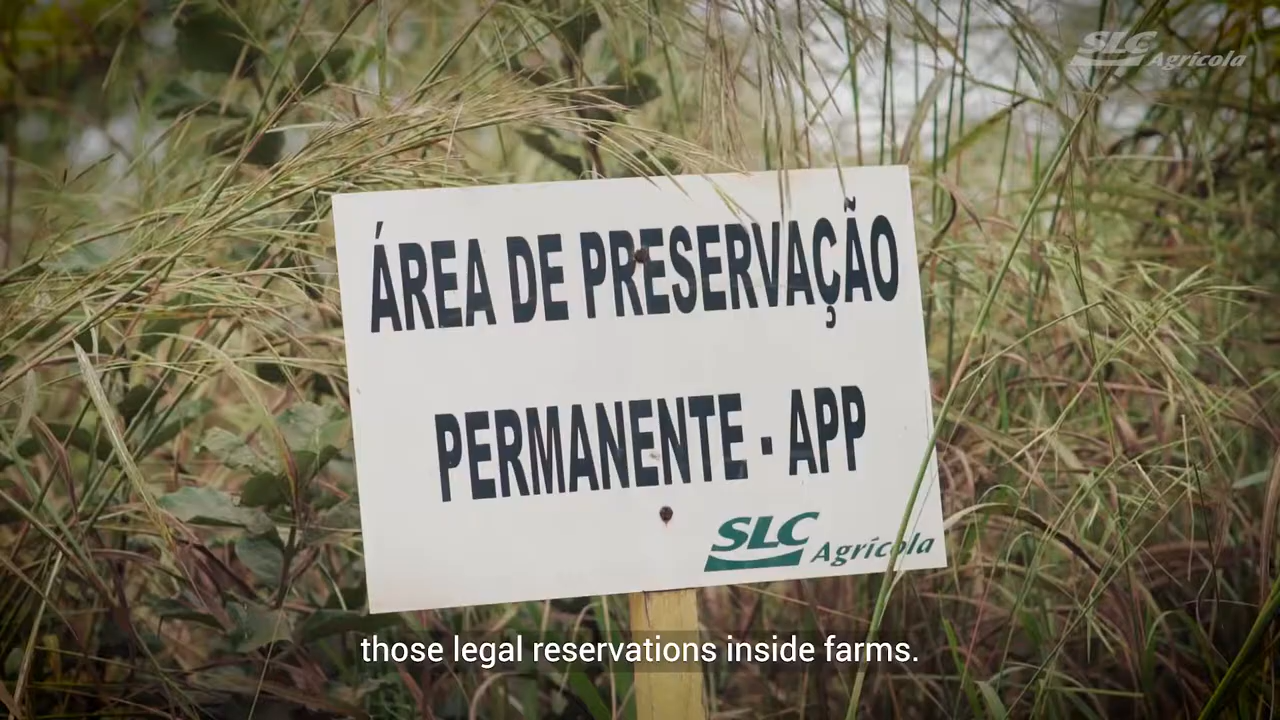 SLC Agrícola
ÁREA DE PRESERVAÇÃO
PERMANENTE - APP
SLC Agrícola
those legal reservations inside farms.